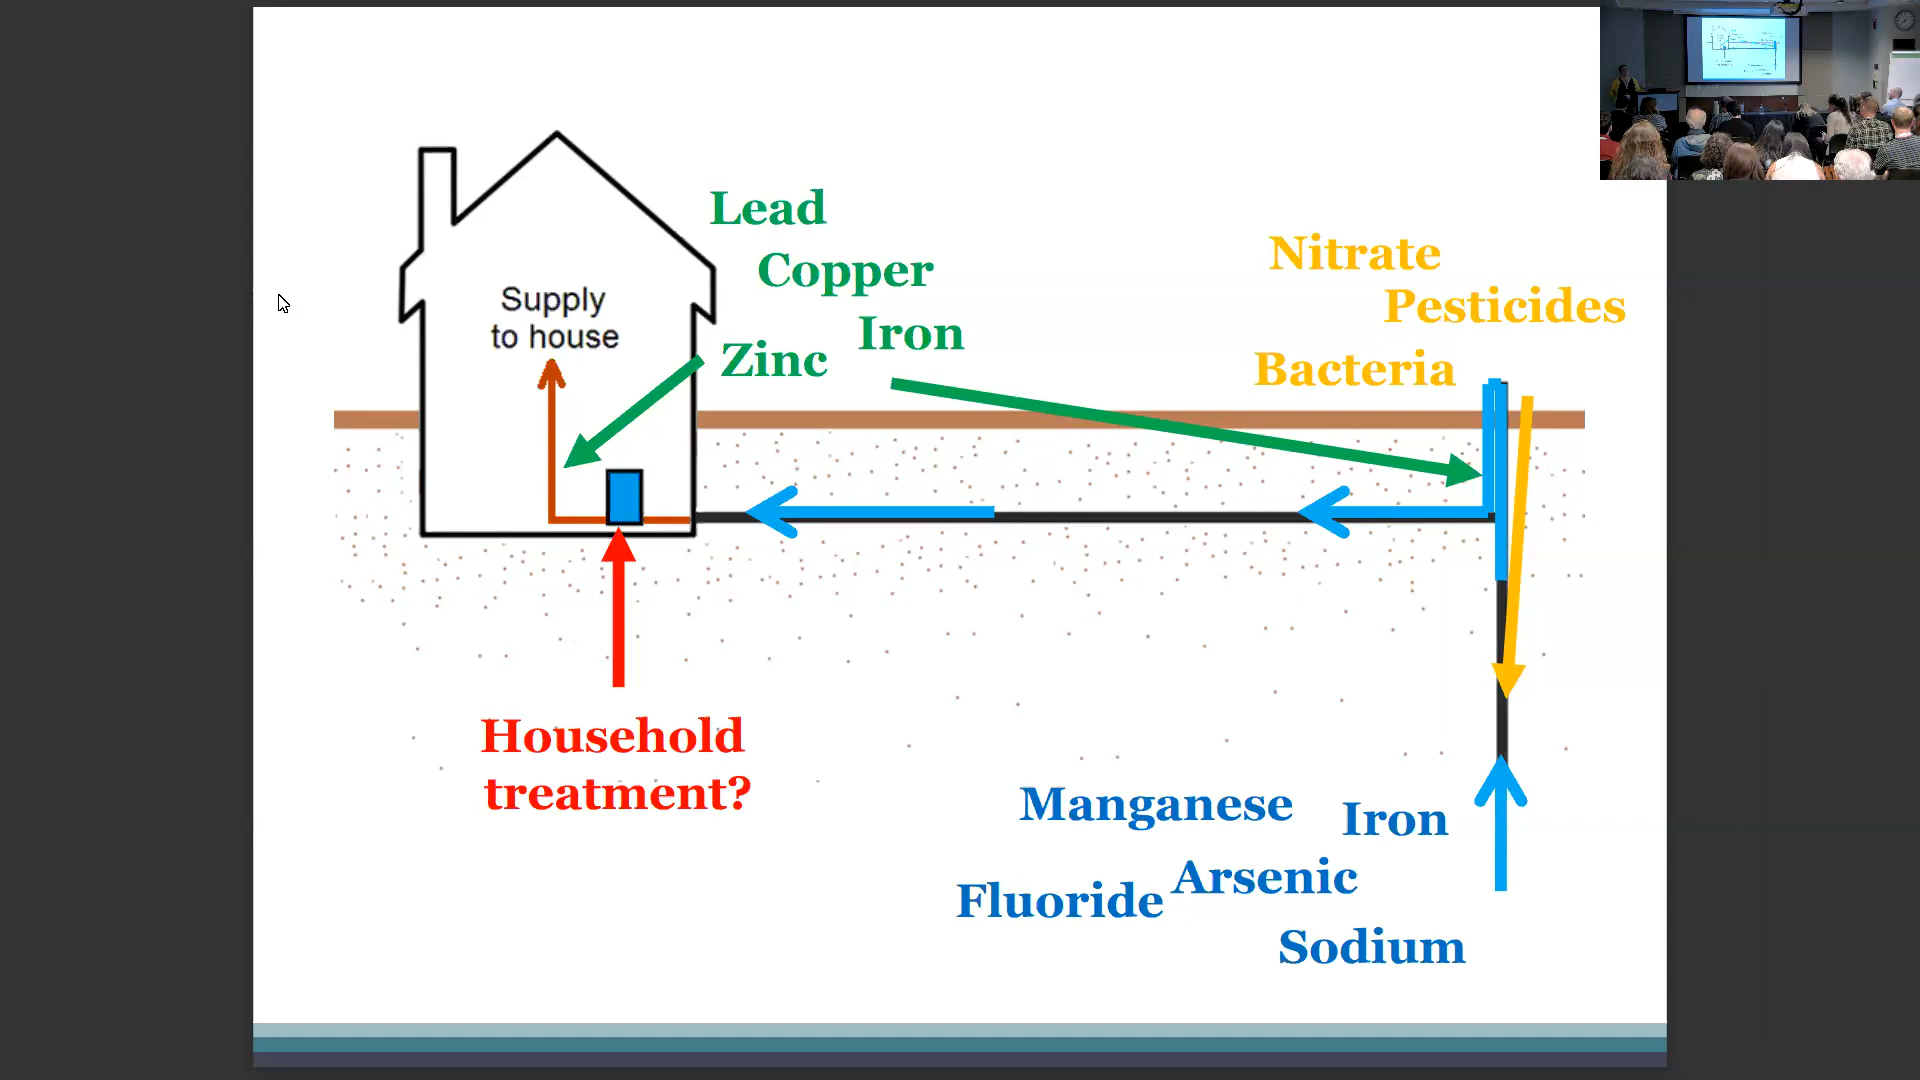 Lead
Copper
Iron
Zinc
Supply
to house
Nitrate
Pesticides
Bacteria
Household
treatment?
Manganese
Iron
Arsenic
Fluoride
Sodium